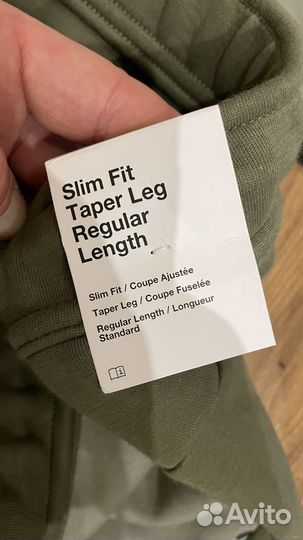 Slim Fit
Taper Leg
Regular
Length
Slim Fit / Coupe Ajustée
Taper Leg / Coupe Fuselée
Regular Length / Longueur
Standard
Avito